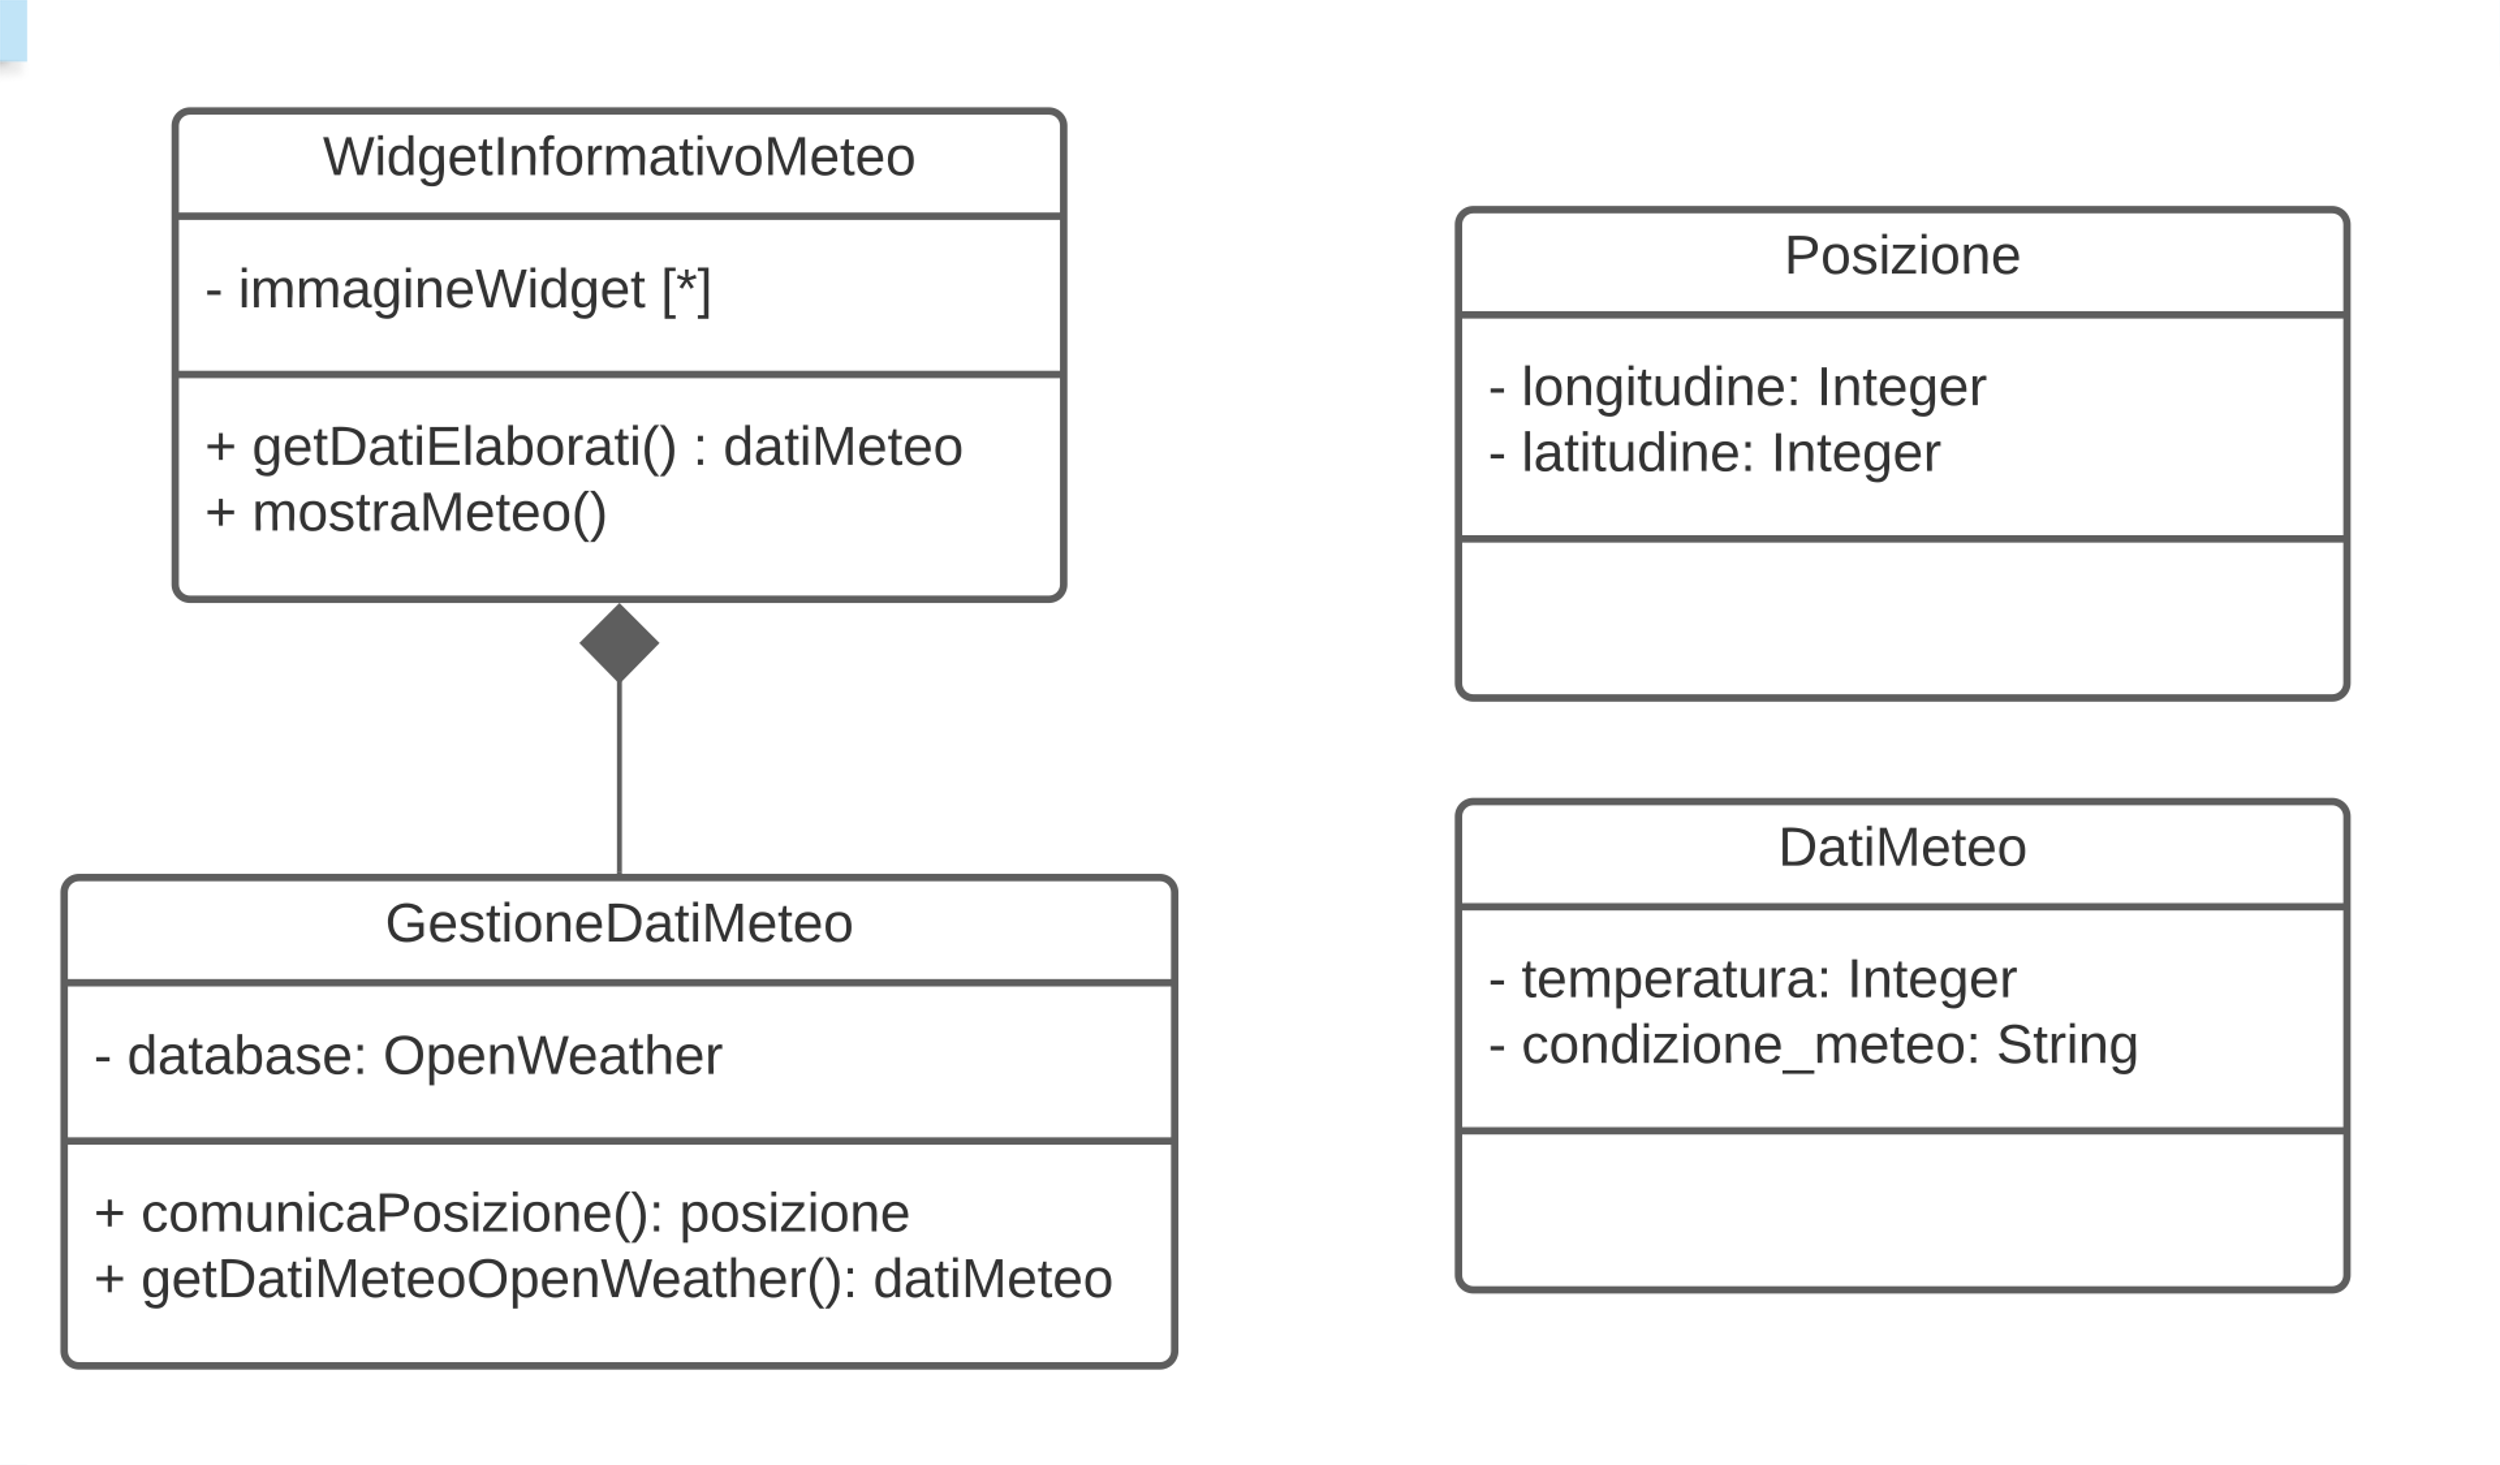 WidgetInformativoMeteo
- immagineWidget [*]
+ getDatiElaborati() : datiMeteo
+ mostraMeteo()
Posizione
- longitudine: Integer
- latitudine: Integer
GestioneDatiMeteo
- database: OpenWeather
+ comunicaPosizione(): posizione
+ getDatiMeteoOpenWeather(): datiMeteo
DatiMeteo
- temperatura: Integer
- condizione_meteo: String